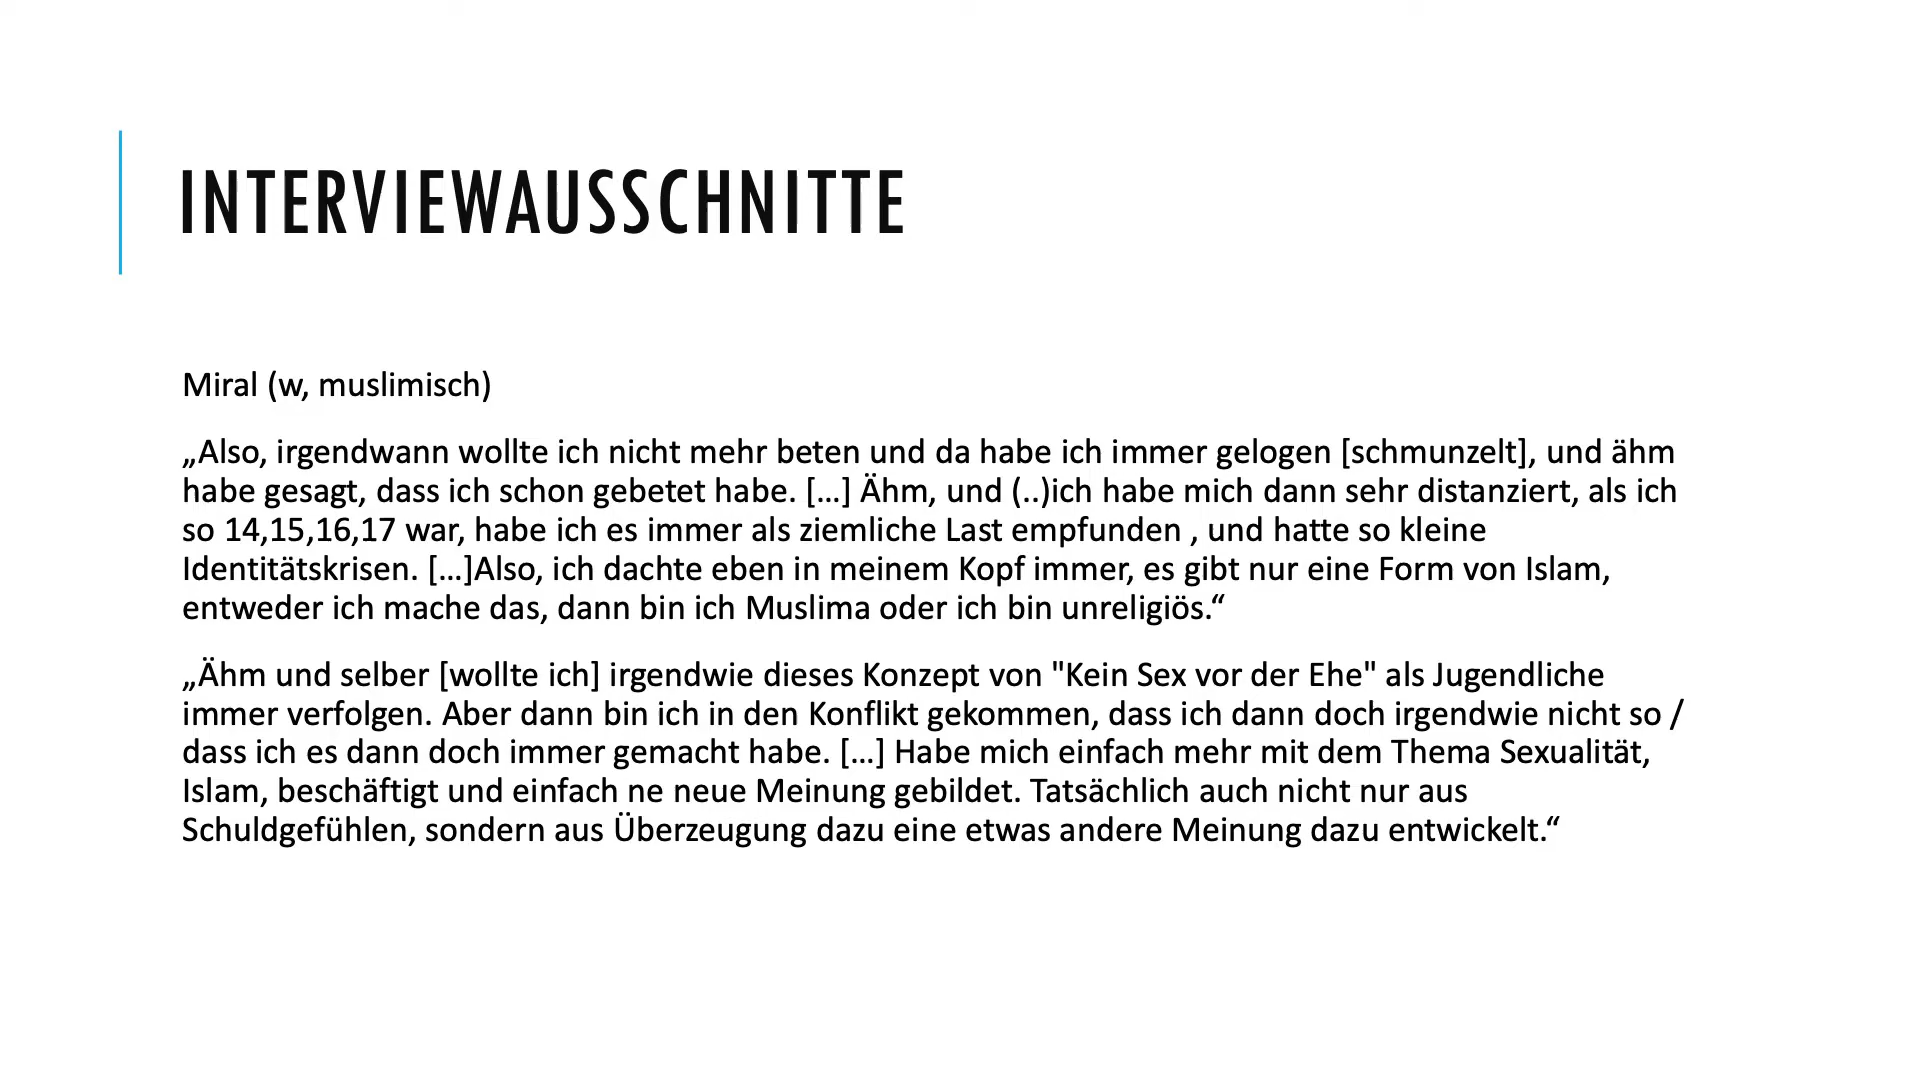 INTERVIEWAUSSCHNITTE
Miral (w, muslimisch)
„Also, irgendwann wollte ich nicht mehr beten und da habe ich immer gelogen [schmunzelt], und ähm
habe gesagt, dass ich schon gebetet habe. […] Ähm, und (..)ich habe mich dann sehr distanziert, als ich
so 14,15,16,17 war, habe ich es immer als ziemliche Last empfunden , und hatte so kleine
Identitätskrisen. […]Also, ich dachte eben in meinem Kopf immer, es gibt nur eine Form von Islam,
entweder ich mache das, dann bin ich Muslima oder ich bin unreligiös.“
„Ähm und selber [wollte ich] irgendwie dieses Konzept von "Kein Sex vor der Ehe" als Jugendliche
immer verfolgen. Aber dann bin ich in den Konflikt gekommen, dass ich dann doch irgendwie nicht so /
dass ich es dann doch immer gemacht habe. […] Habe mich einfach mehr mit dem Thema Sexualität,
Islam, beschäftigt und einfach ne neue Meinung gebildet. Tatsächlich auch nicht nur aus
Schuldgefühlen, sondern aus Überzeugung dazu eine etwas andere Meinung dazu entwickelt.“